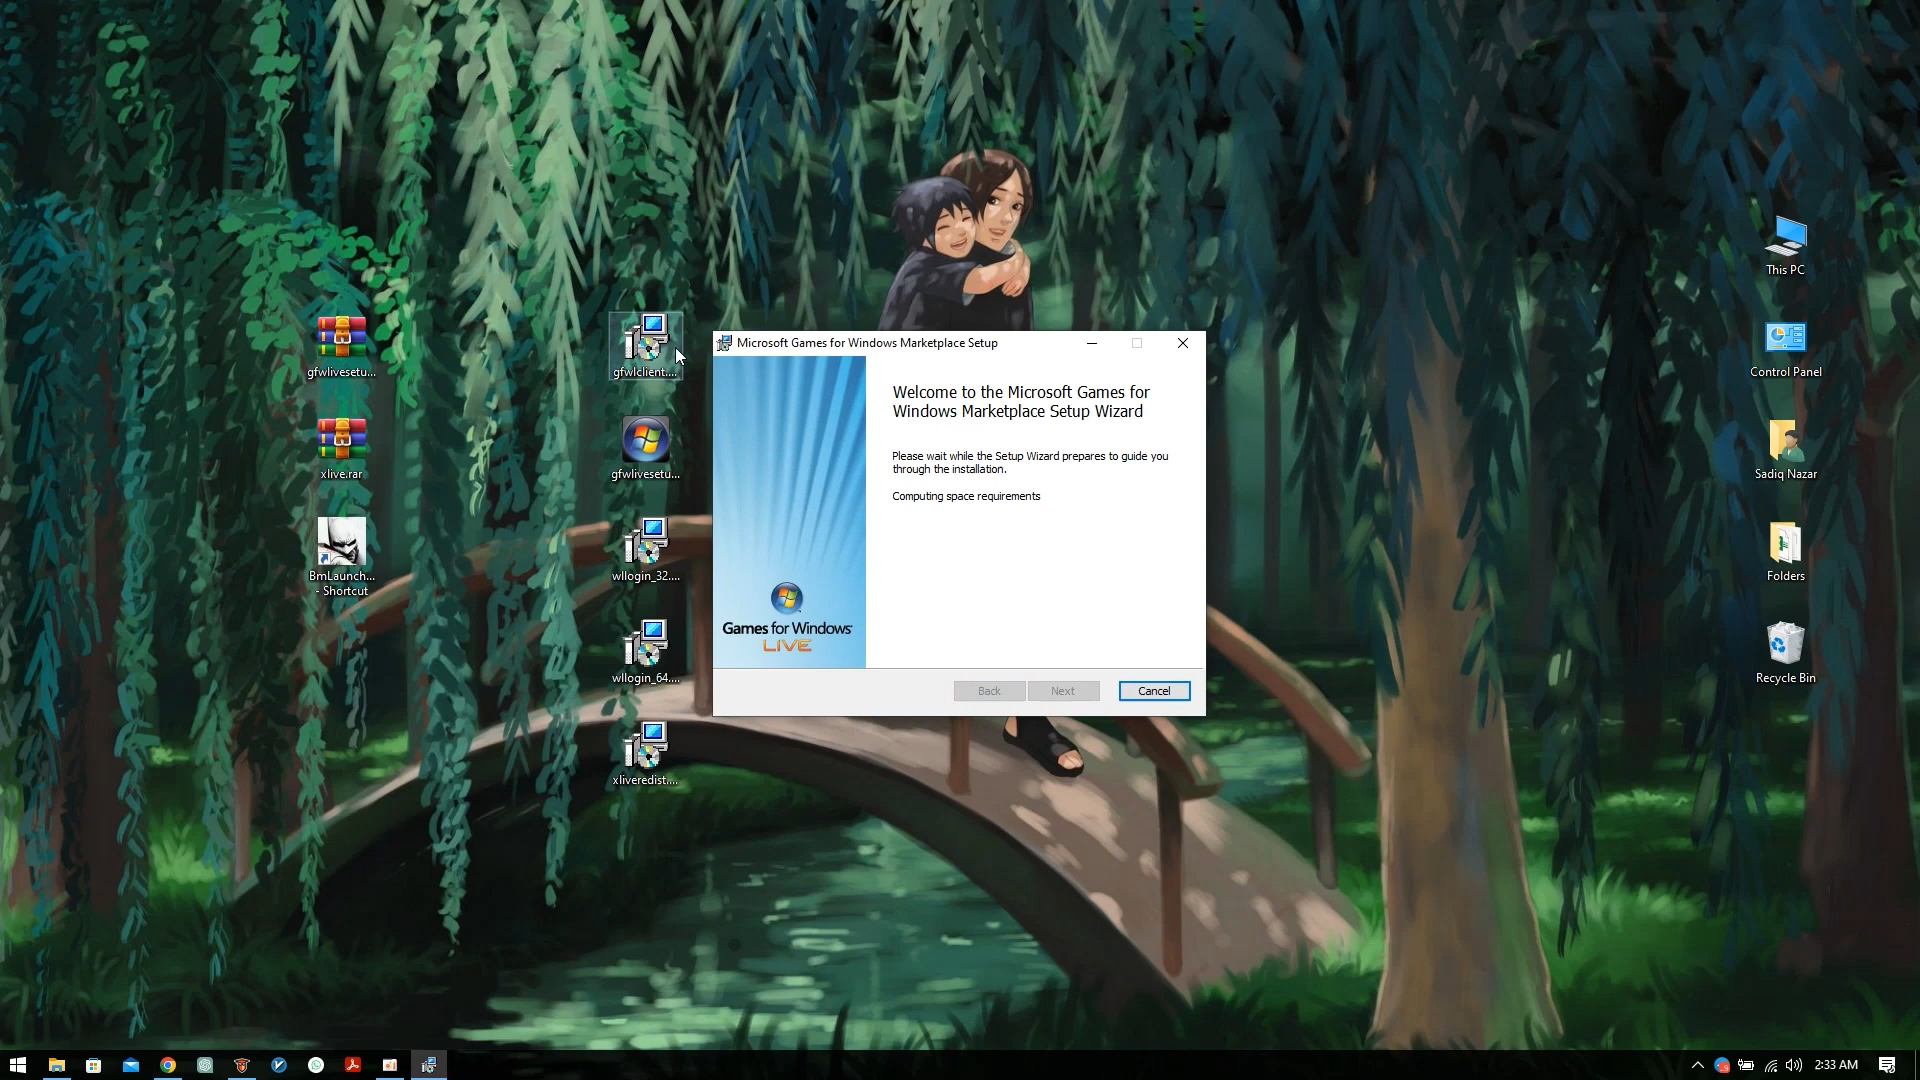 gfwlivesetu...
xlive.rar
BmLaunch...
- Shortcut
gfwlclient....
gfwlivesetu...
wllogin_32....
wllogin_64....
xliveredist....
Microsoft Games for Windows Marketplace Setup
Welcome to the Microsoft Games for
Windows Marketplace Setup Wizard
Please wait while the Setup Wizard prepares to guide you
through the installation.
Computing space requirements
Games for Windows
LIVE
Back
Next
Cancel
This PC
Control Panel
Sadiq Nazar
Folders
Recycle Bin
2:33 AM